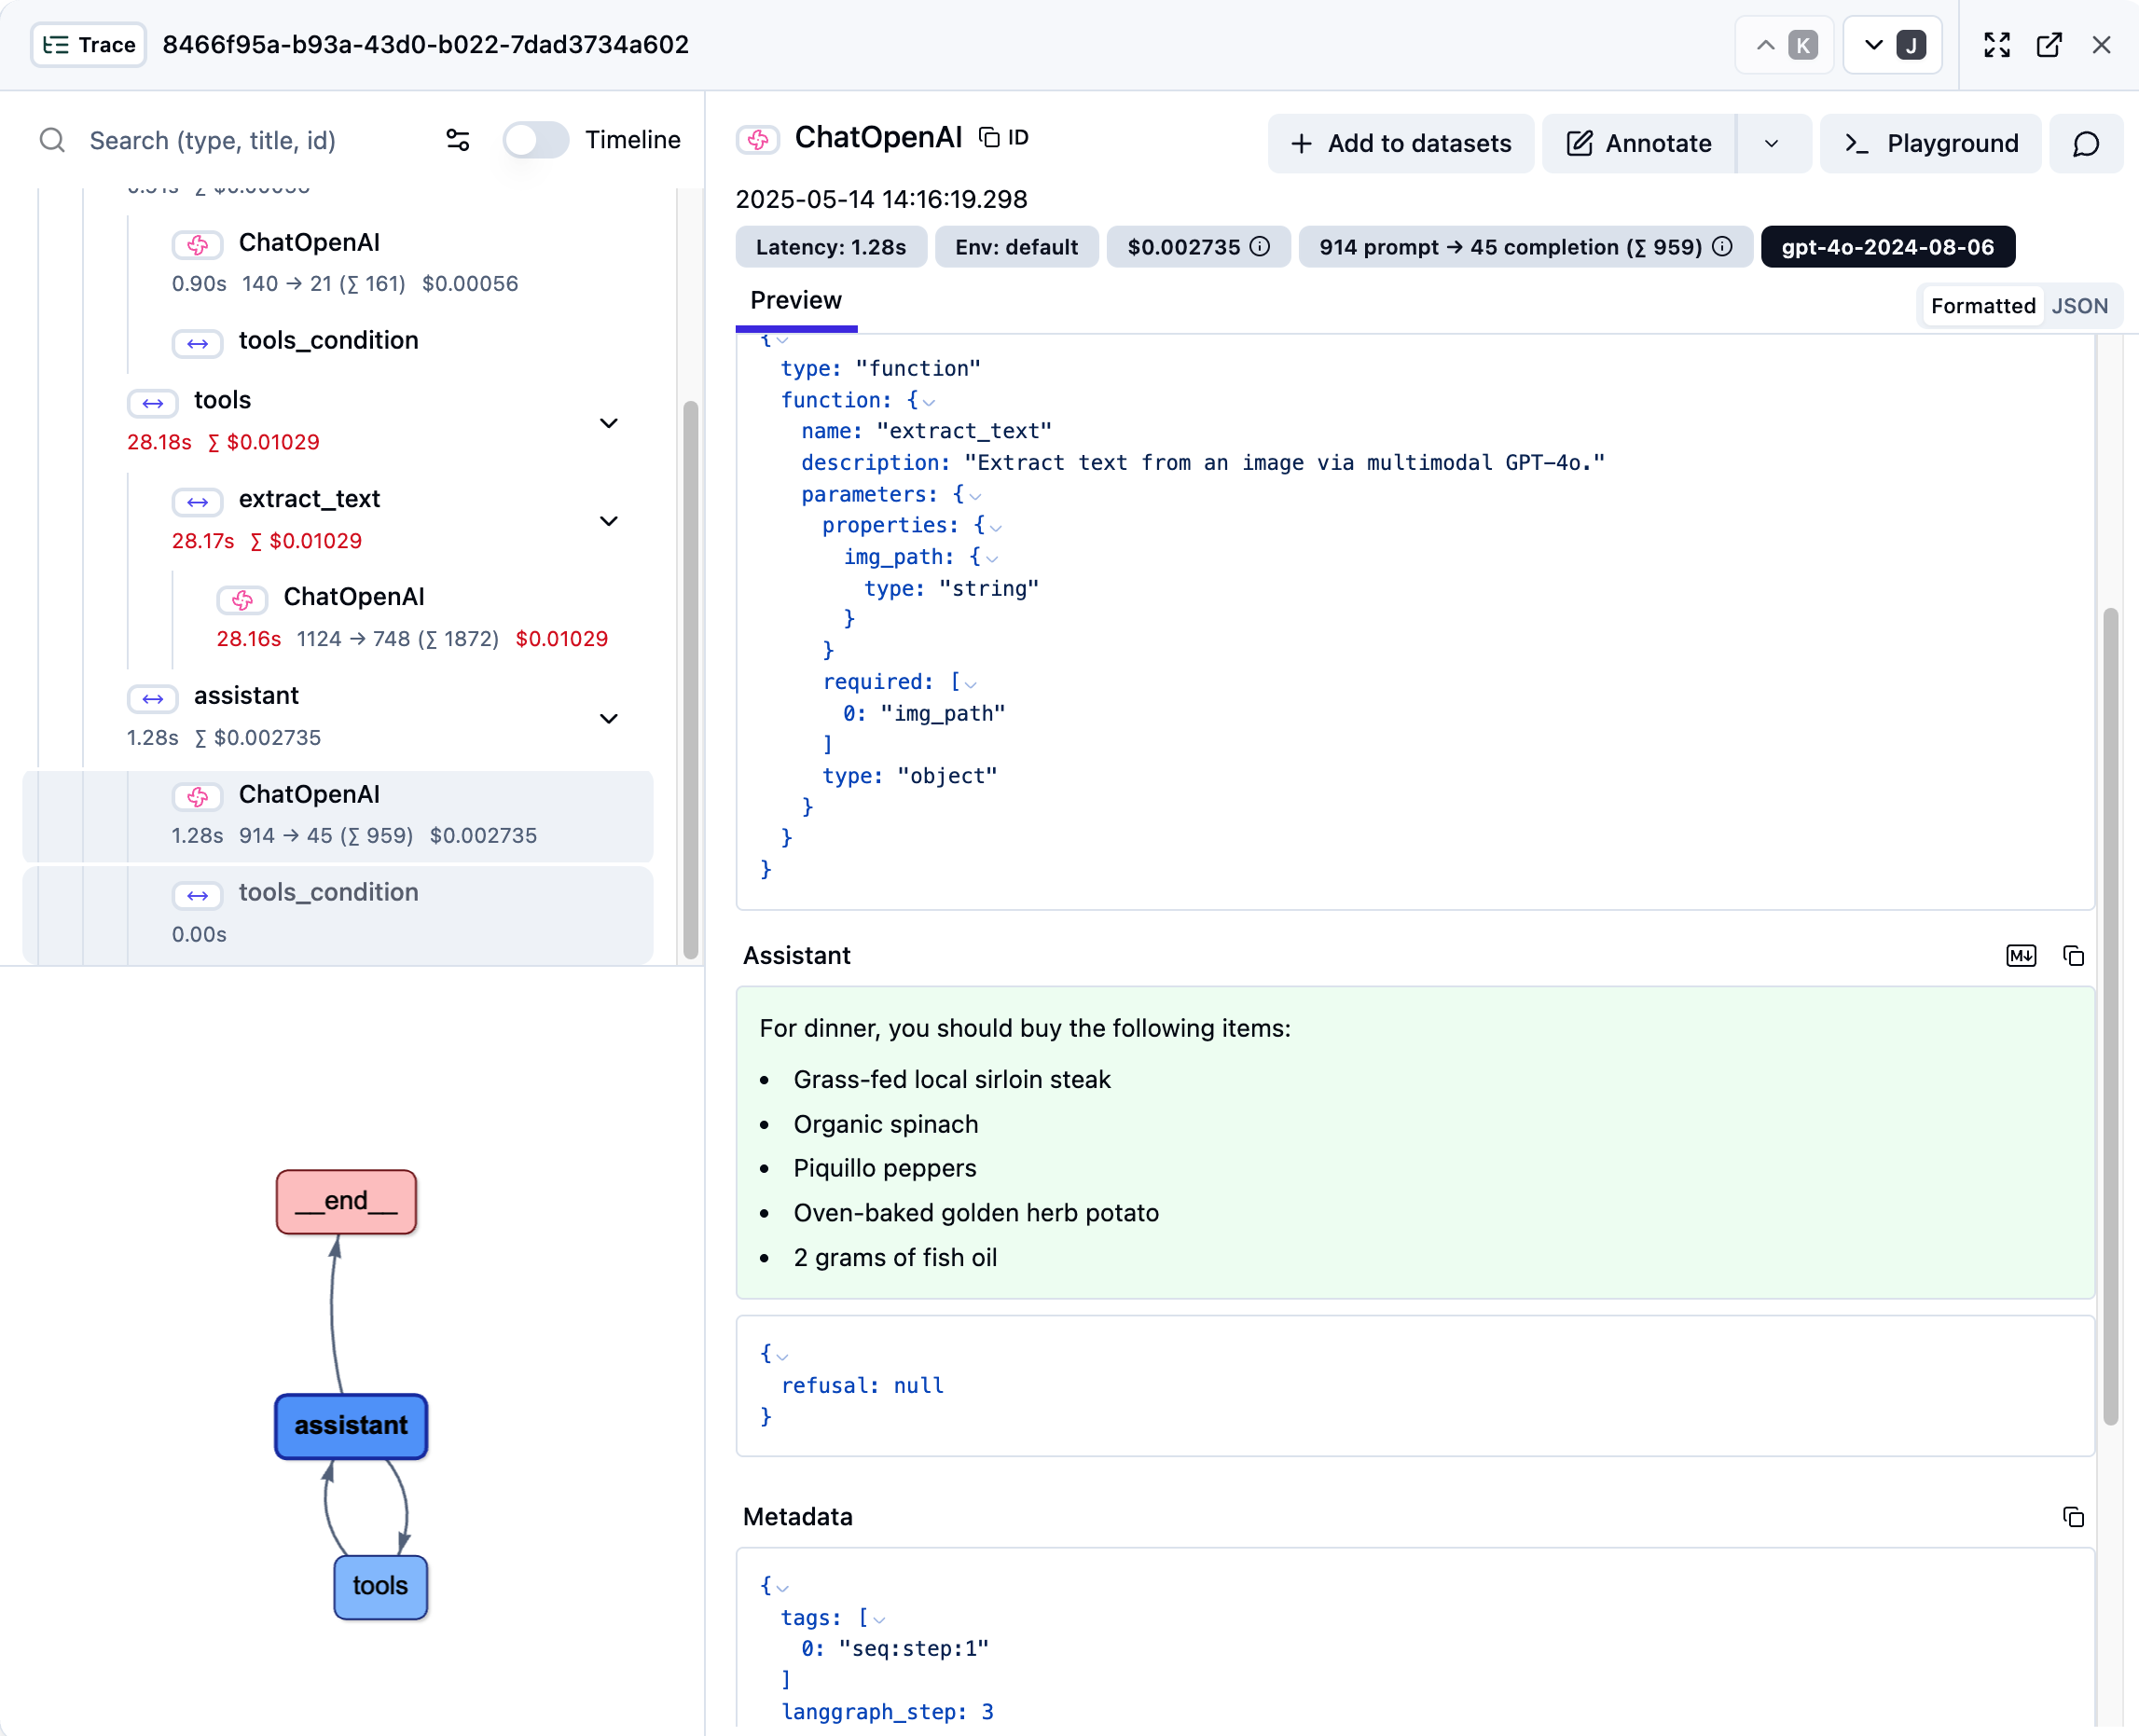 Trace 8466f95a-b93a-43d0-b022-7dad3734a602 K J
Search (type, title, id) Timeline
ChatOpenAI
0.90s 140 → 21 (∑ 161) $0.00056
tools_condition
tools
28.18s ∑ $0.01029
extract_text
28.17s ∑ $0.01029
ChatOpenAI
28.16s 1124 → 748 (∑ 1872) $0.01029
assistant
1.28s ∑ $0.002735
ChatOpenAI
1.28s 914 → 45 (∑ 959) $0.002735
tools_condition
0.00s
__end__
assistant
tools
ChatOpenAI ID
+ Add to datasets Annotate Playground
2025-05-14 14:16:19.298
Latency: 1.28s Env: default $0.002735 914 prompt → 45 completion (∑ 959) gpt-4o-2024-08-06
Preview
Formatted JSON
{
type: "function"
function: {
name: "extract_text"
description: "Extract text from an image via multimodal GPT-4o."
parameters: {
properties: {
img_path: {
type: "string"
}
}
required: [
0: "img_path"
]
type: "object"
}
}
}
Assistant M↓
For dinner, you should buy the following items:
• Grass-fed local sirloin steak
• Organic spinach
• Piquillo peppers
• Oven-baked golden herb potato
• 2 grams of fish oil
{
refusal: null
}
Metadata
{
tags: [
0: "seq:step:1"
]
langgraph_step: 3